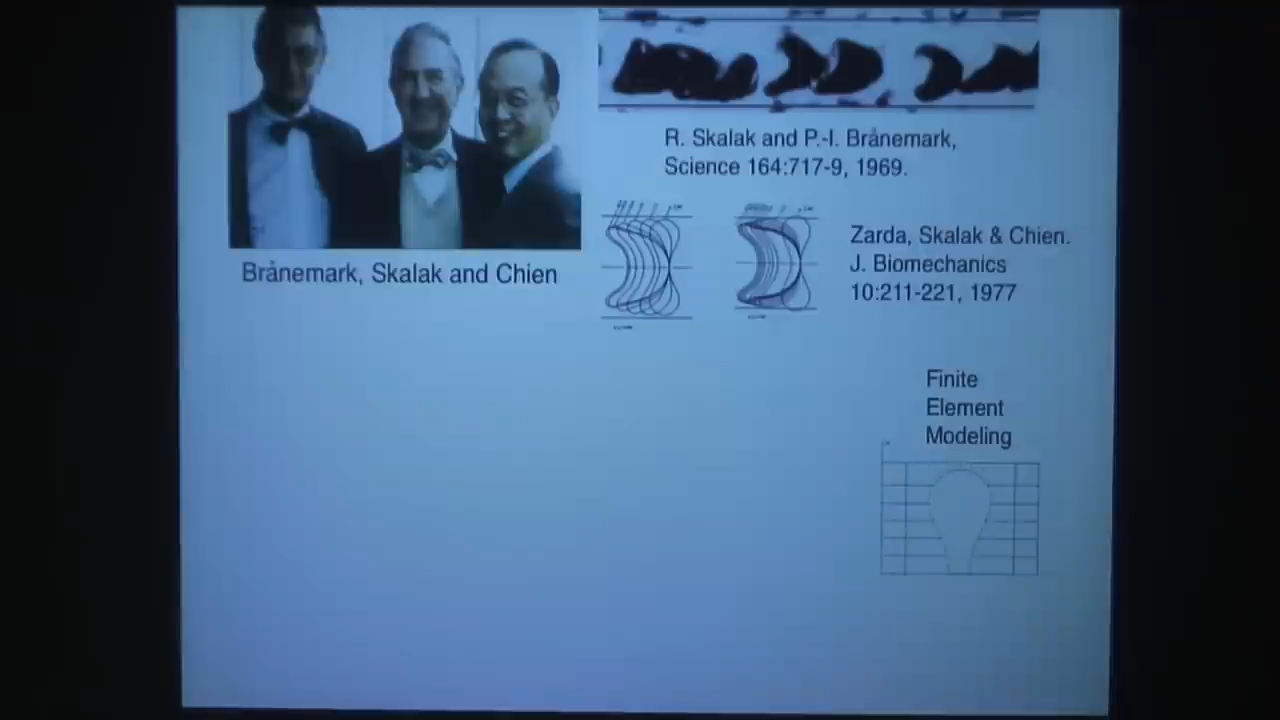 R. Skalak and P.-I. Brånemark,
Science 164:717-9, 1969.
Brånemark, Skalak and Chien
Zarda, Skalak & Chien.
J. Biomechanics
10:211-221, 1977
Finite
Element
Modeling